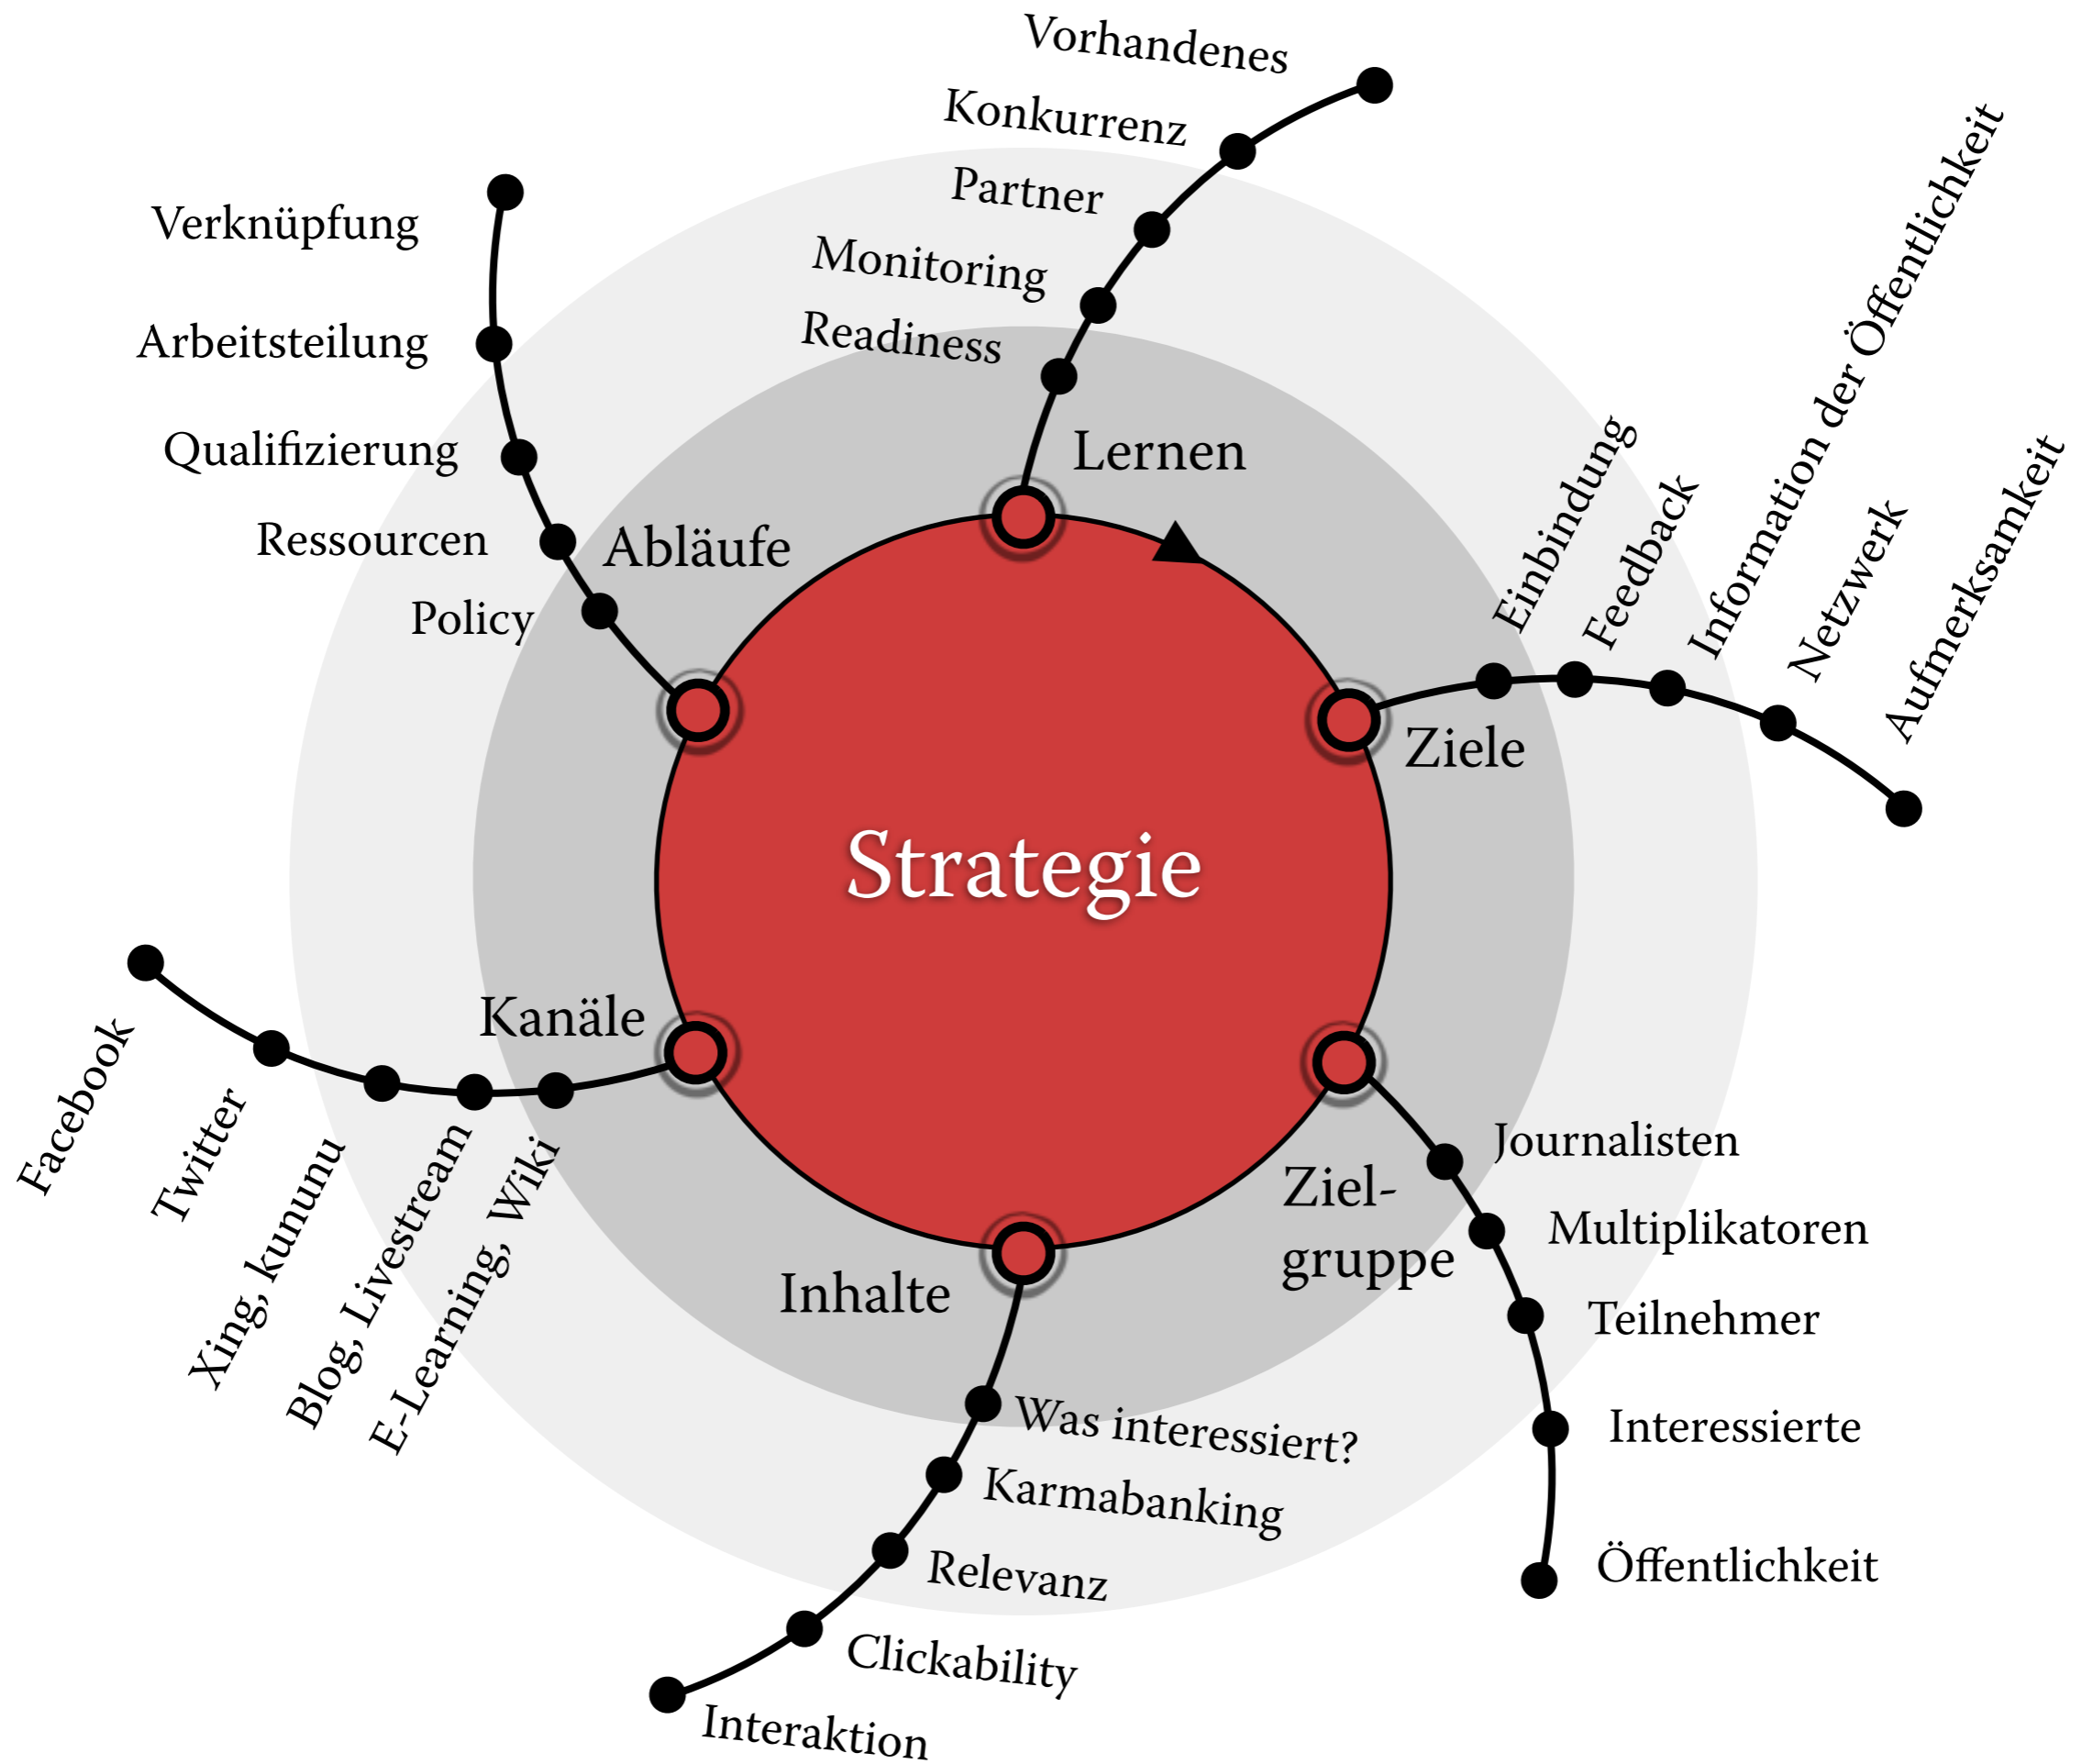 Vorhandenes
Konkurrenz
Partner
Monitoring
Readiness
Lernen
Einbindung
Feedback
Information der Öffentlichkeit
Netzwerk
Aufmerksamkeit
Ziele
Journalisten
Multiplikatoren
Teilnehmer
Interessierte
Öffentlichkeit
Ziel-
gruppe
Was interessiert?
Karmabanking
Relevanz
Clickability
Interaktion
Inhalte
Facebook
Twitter
Xing, kununu
Blog, Livestream
E-Learning, Wiki
Kanäle
Verknüpfung
Arbeitsteilung
Qualifizierung
Ressourcen
Policy
Abläufe
Strategie